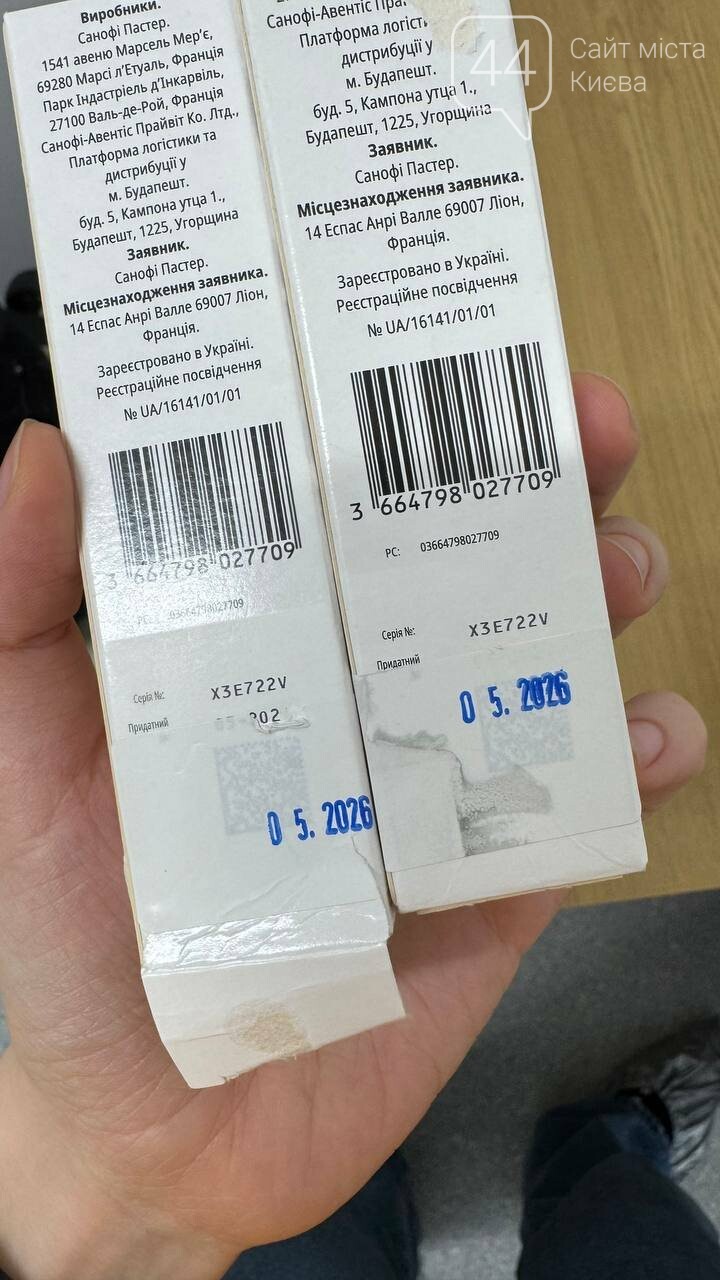 Виробники.
Санофі Пастер.
1541 авеню Марсель Мер'є,
69280 Марсі л'Етуаль, Франція
Парк Індастріель д'Інкарвіль,
27100 Валь-де-Рой, Франція
Санофі-Авентіс Прайвіт Ко. Лтд.,
Платформа логістики та
дистрибуції у
м. Будапешт.
буд. 5, Кампона утца 1.,
Будапешт, 1225, Угорщина
Заявник.
Санофі Пастер.
Місцезнаходження заявника.
14 Еспас Анрі Валле 69007 Ліон,
Франція.
Зареєстровано в Україні.
Реєстраційне посвідчення
№ UA/16141/01/01
3 664798 027709
PC: 03664798027709
Серія №: X3E722V
Придатний
0 5. 2026
Санофі-Авентіс
Платформа
дистрибуції у
м. Будапешт.
буд. 5, Кампона утца 1.,
Будапешт, 1225, Угорщина
Заявник.
Санофі Пастер.
Місцезнаходження заявника.
14 Еспас Анрі Валле 69007 Ліон,
Франція.
Зареєстровано в Україні.
Реєстраційне посвідчення
№ UA/16141/01/01
3 664798 027709
PC: 03664798027709
Серія №: X3E722V
Придатний
0 5. 2026
44 Сайт міста
Києва